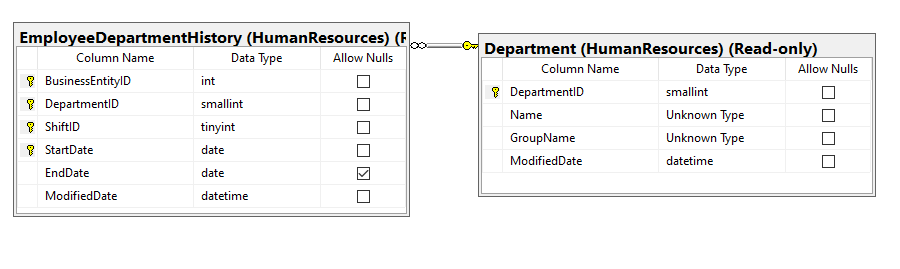 EmployeeDepartmentHistory (HumanResources) (R
Column Name Data Type Allow Nulls
BusinessEntityID int
DepartmentID smallint
ShiftID tinyint
StartDate date
EndDate date
ModifiedDate datetime
Department (HumanResources) (Read-only)
Column Name Data Type Allow Nulls
DepartmentID smallint
Name Unknown Type
GroupName Unknown Type
ModifiedDate datetime